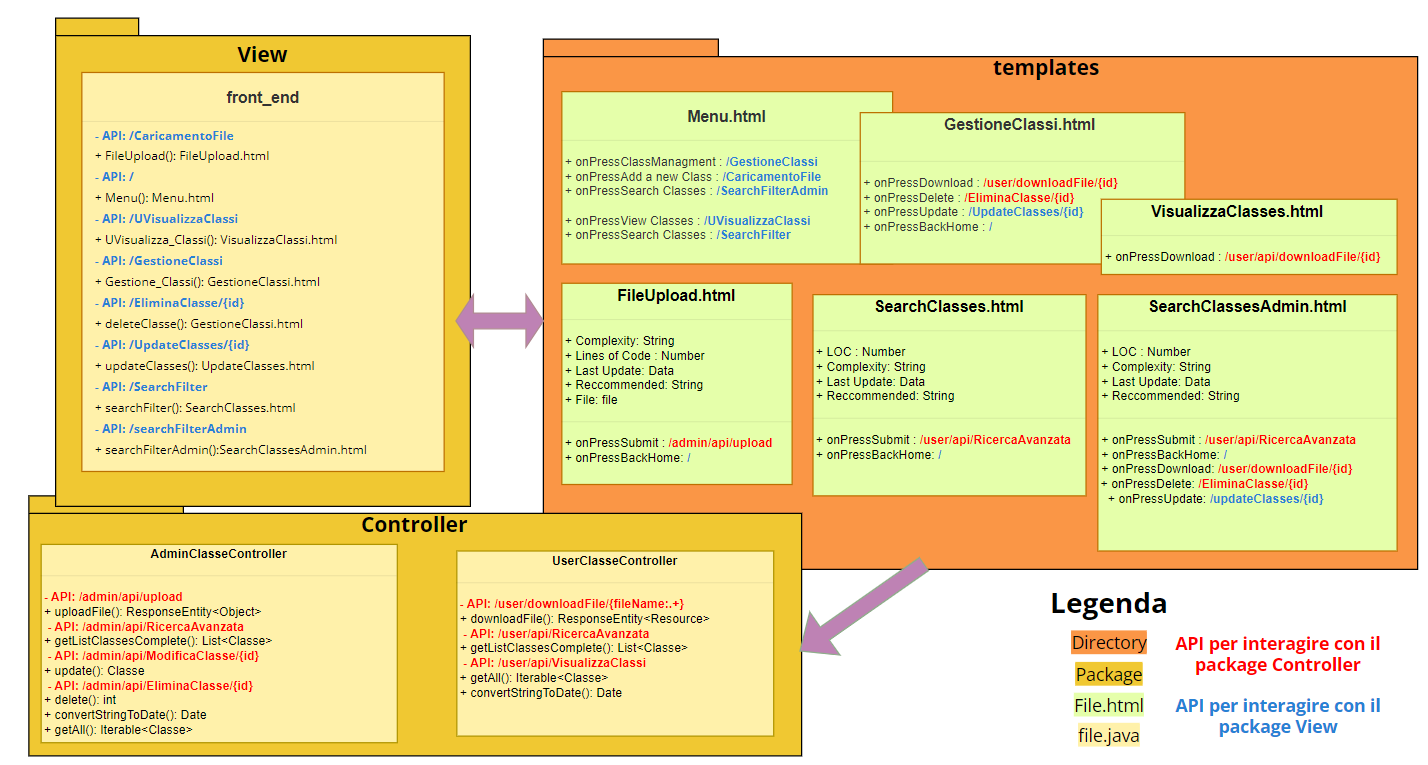 View
front_end
- API: /CaricamentoFile
+ FileUpload(): FileUpload.html
- API: /
+ Menu(): Menu.html
- API: /UVisualizzaClassi
+ UVisualizza_Classi(): VisualizzaClassi.html
- API: /GestioneClassi
+ Gestione_Classi(): GestioneClassi.html
- API: /EliminaClasse/{id}
+ deleteClasse(): GestioneClassi.html
- API: /UpdateClasses/{id}
+ updateClasses(): UpdateClasses.html
- API: /SearchFilter
+ searchFilter(): SearchClasses.html
- API: /searchFilterAdmin
+ searchFilterAdmin():SearchClassesAdmin.html
templates
Menu.html
+ onPressClassManagment : /GestioneClassi
+ onPressAdd a new Class : /CaricamentoFile
+ onPressSearch Classes : /SearchFilterAdmin
+ onPressView Classes : /UVisualizzaClassi
+ onPressSearch Classes : /SearchFilter
GestioneClassi.html
+ onPressDownload : /user/downloadFile/{id}
+ onPressDelete : /EliminaClasse/{id}
+ onPressUpdate : /UpdateClasses/{id}
+ onPressBackHome : /
VisualizzaClasses.html
+ onPressDownload : /user/api/downloadFile/{id}
FileUpload.html
+ Complexity: String
+ Lines of Code : Number
+ Last Update: Data
+ Reccommended: String
+ File: file
+ onPressSubmit : /admin/api/upload
+ onPressBackHome: /
SearchClasses.html
+ LOC : Number
+ Complexity: String
+ Last Update: Data
+ Reccommended: String
+ onPressSubmit : /user/api/RicercaAvanzata
+ onPressBackHome: /
SearchClassesAdmin.html
+ LOC : Number
+ Complexity: String
+ Last Update: Data
+ Reccommended: String
+ onPressSubmit : /user/api/RicercaAvanzata
+ onPressBackHome: /
+ onPressDownload: /user/downloadFile/{id}
+ onPressDelete: /EliminaClasse/{id}
+ onPressUpdate: /updateClasses/{id}
Controller
AdminClasseController
- API: /admin/api/upload
+ uploadFile(): ResponseEntity<Object>
- API: /admin/api/RicercaAvanzata
+ getListClassesComplete(): List<Classe>
- API: /admin/api/ModificaClasse/{id}
+ update(): Classe
- API: /admin/api/EliminaClasse/{id}
+ delete(): int
+ convertStringToDate(): Date
+ getAll(): Iterable<Classe>
UserClasseController
- API: /user/downloadFile/{fileName:.+}
+ downloadFile(): ResponseEntity<Resource>
- API: /user/api/RicercaAvanzata
+ getListClassesComplete(): List<Classe>
- API: /user/api/VisualizzaClassi
+ getAll(): Iterable<Classe>
+ convertStringToDate(): Date
Legenda
Directory
Package
File.html
file.java
API per interagire con il
package Controller
API per interagire con il
package View